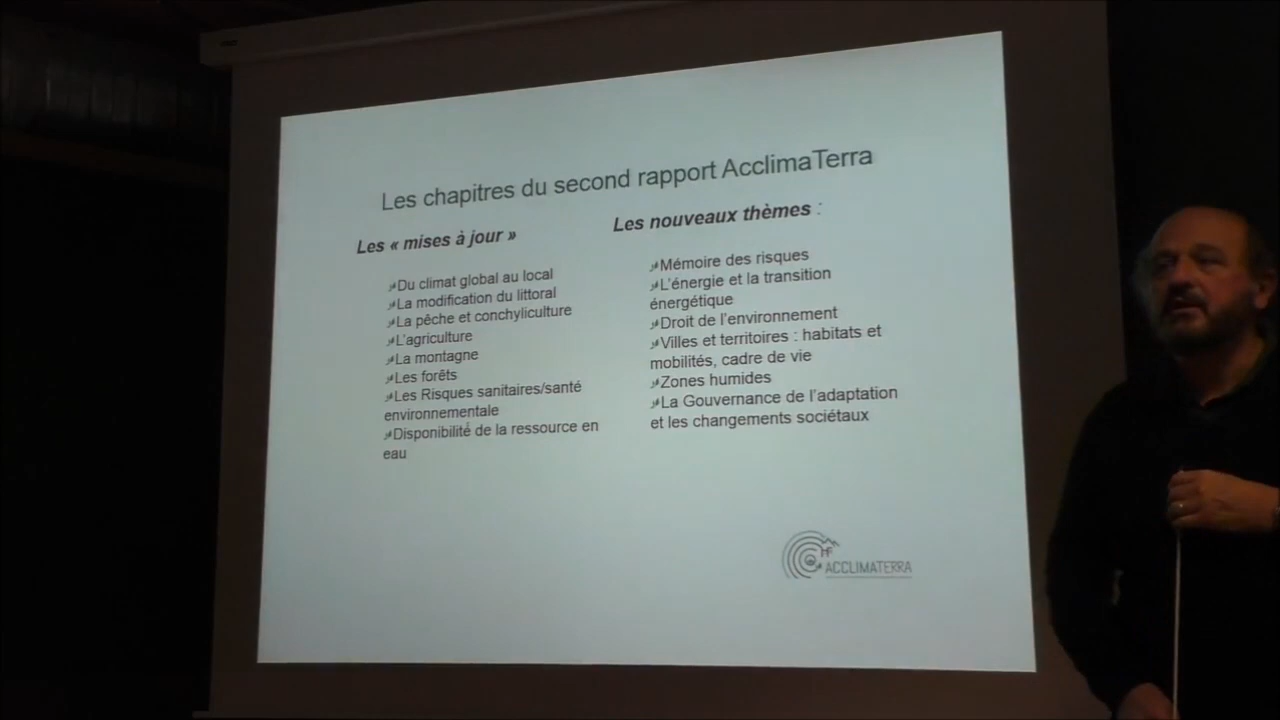 Les chapitres du second rapport AcclimaTerra
Les « mises à jour »
Du climat global au local
La modification du littoral
La pêche et conchyliculture
L'agriculture
La montagne
Les forêts
Les Risques sanitaires/santé
environnementale
Disponibilité de la ressource en
eau
Les nouveaux thèmes :
Mémoire des risques
L'énergie et la transition
énergétique
Droit de l'environnement
Villes et territoires : habitats et
mobilités, cadre de vie
Zones humides
La Gouvernance de l'adaptation
et les changements sociétaux
ACCLIMATERRA